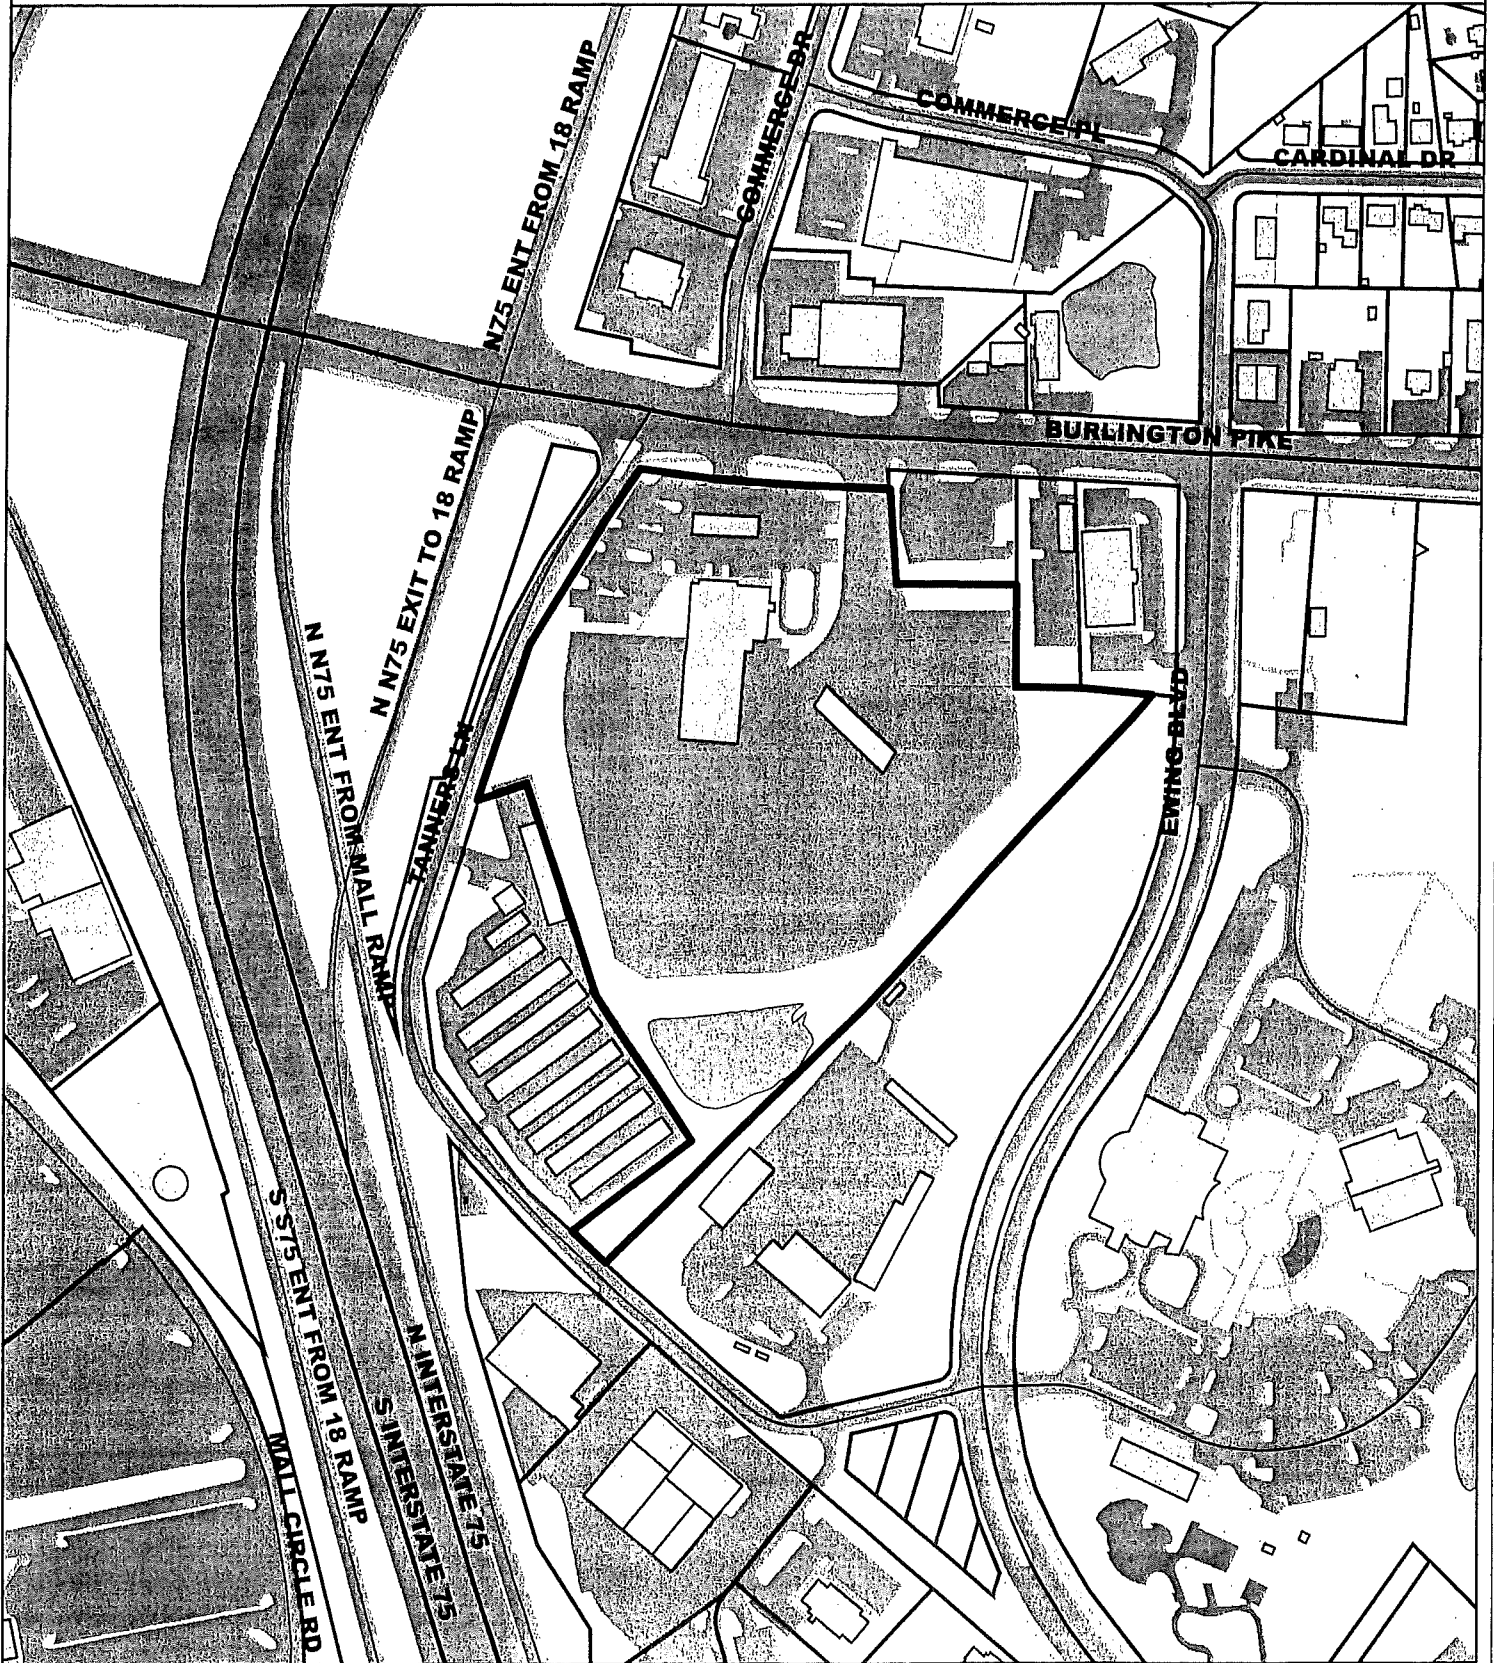 N75 ENT FROM 18 RAMP
COMMERCE DR
COMMERCE PL
CARDINAL DR
BURLINGTON PIKE
N N75 EXIT TO 18 RAMP
N N75 ENT FROM MALL RAMP
TANNERS LN
EWING BLVD
S S75 ENT FROM 18 RAMP
N INTERSTATE 75
S INTERSTATE 75
MALL CIRCLE RD